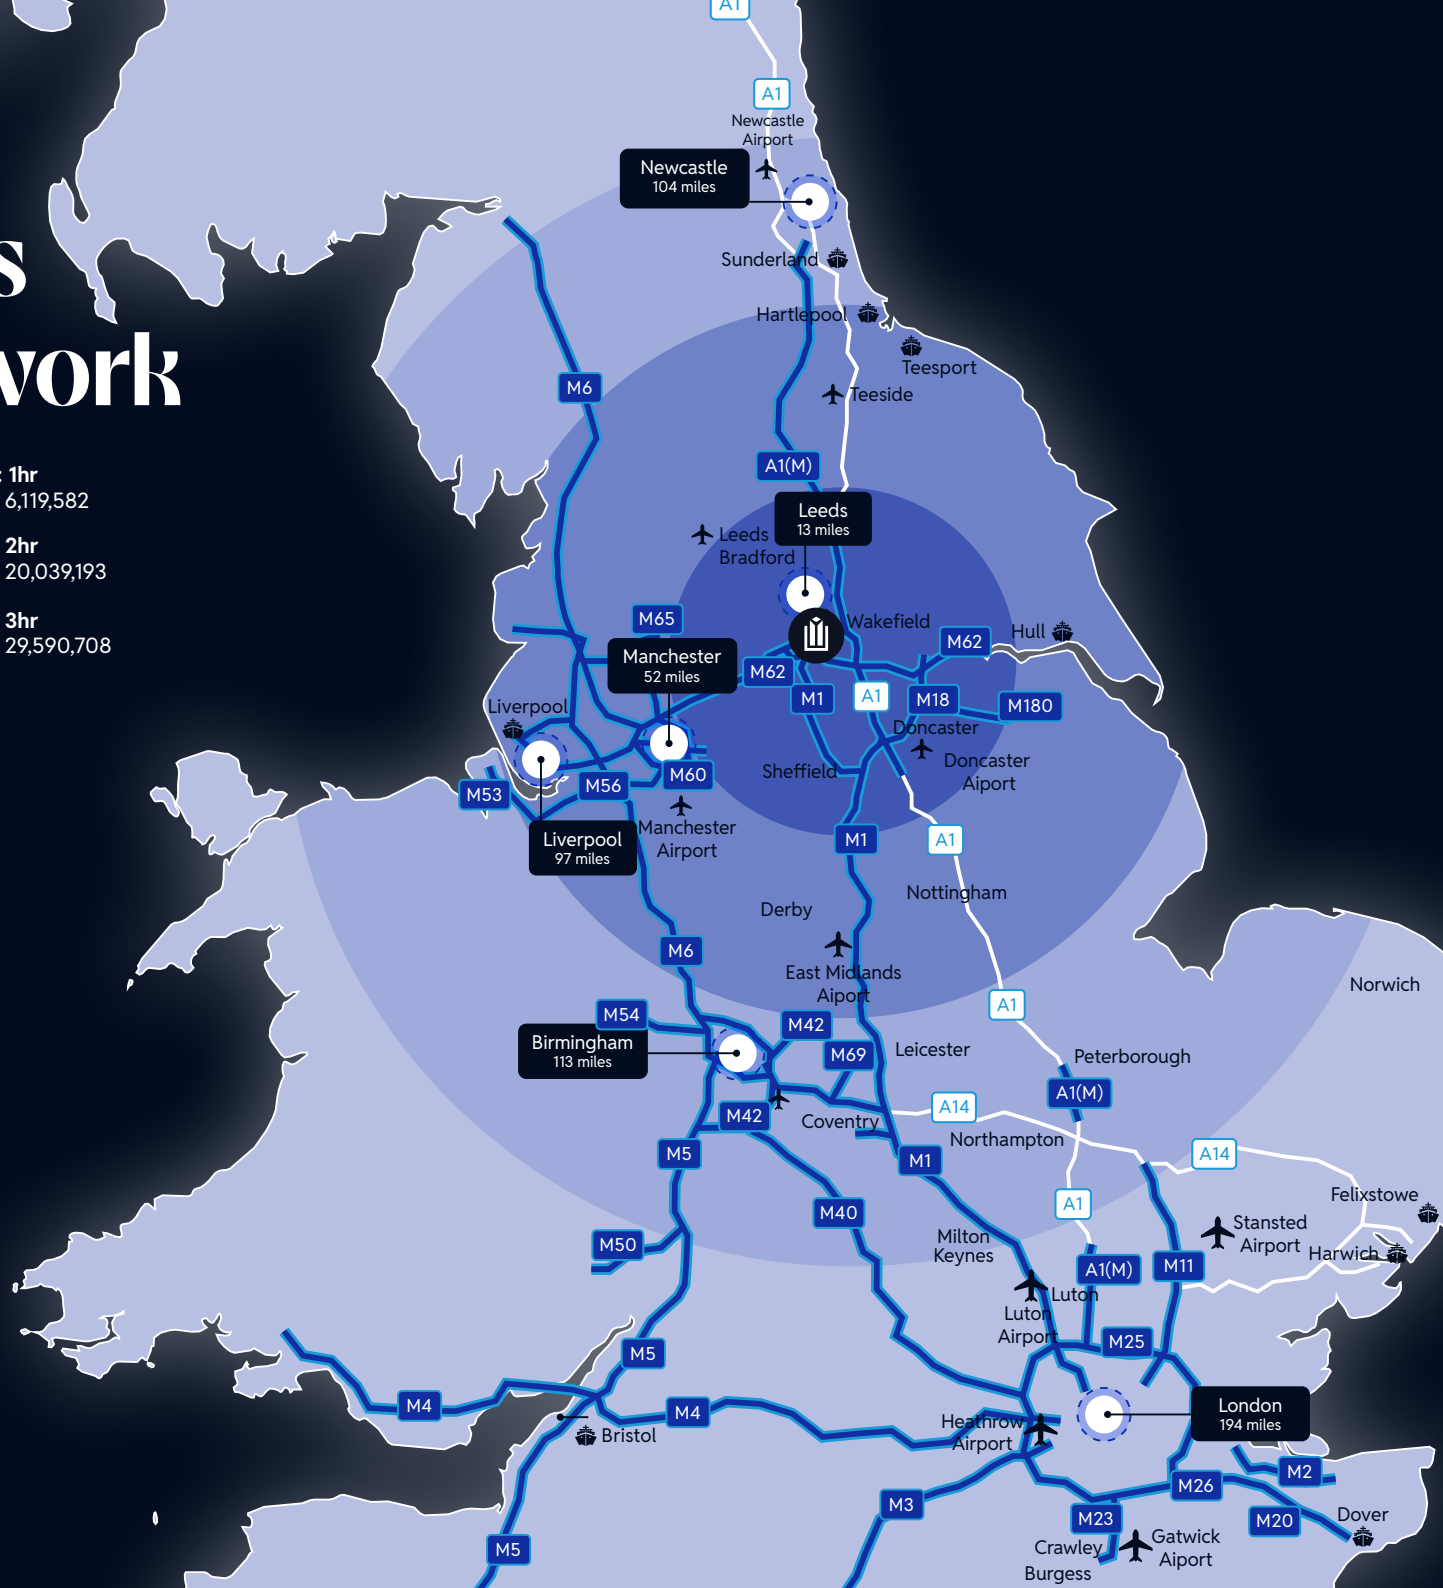 A1
A1
Newcastle
Airport
Newcastle
104 miles
s
Sunderland
Hartlepool
work
Teesport
M6
Teeside
: 1hr
6,119,582
A1(M)
Leeds
13 miles
Leeds
Bradford
2hr
20,039,193
3hr
29,590,708
M65
Wakefield
Hull
M62
Manchester
52 miles
M62
M1
A1
M18
M180
Liverpool
Doncaster
Doncaster
Aiport
Sheffield
M60
M56
M53
Manchester
Airport
Liverpool
97 miles
M1
A1
Nottingham
Derby
M6
East Midlands
Aiport
Norwich
A1
M54
M42
Birmingham
113 miles
M69
Leicester
Peterborough
A1(M)
M42
Coventry
A14
Northampton
M5
M1
A14
A1
Felixstowe
M40
Stansted
Airport
Milton
Keynes
M50
Harwich
M11
A1(M)
Luton
Luton
Airport
M25
M5
M4
M4
London
194 miles
Heathrow
Airport
Bristol
M2
M26
M3
M23
M20
Dover
Crawley
Gatwick
Aiport
M5
Burgess